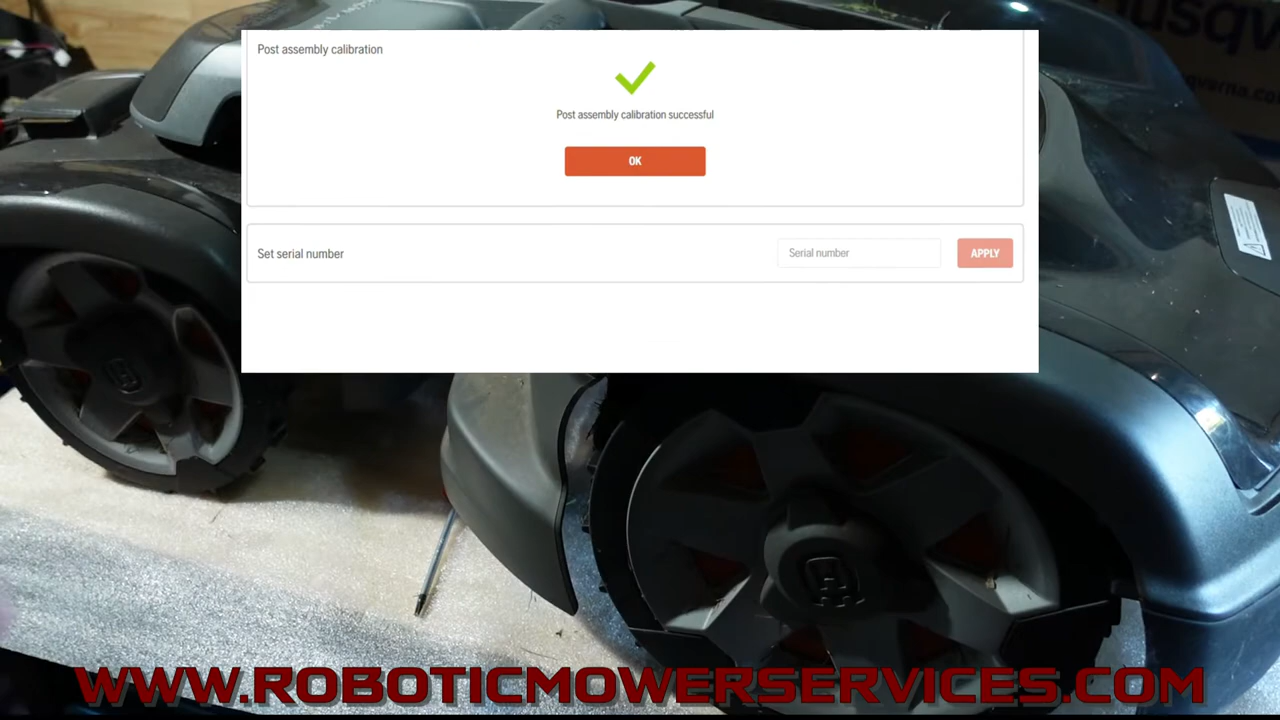 Post assembly calibration
Post assembly calibration successful
OK
Set serial number
Serial number
APPLY
WWW.ROBOTICMOWERSERVICES.COM